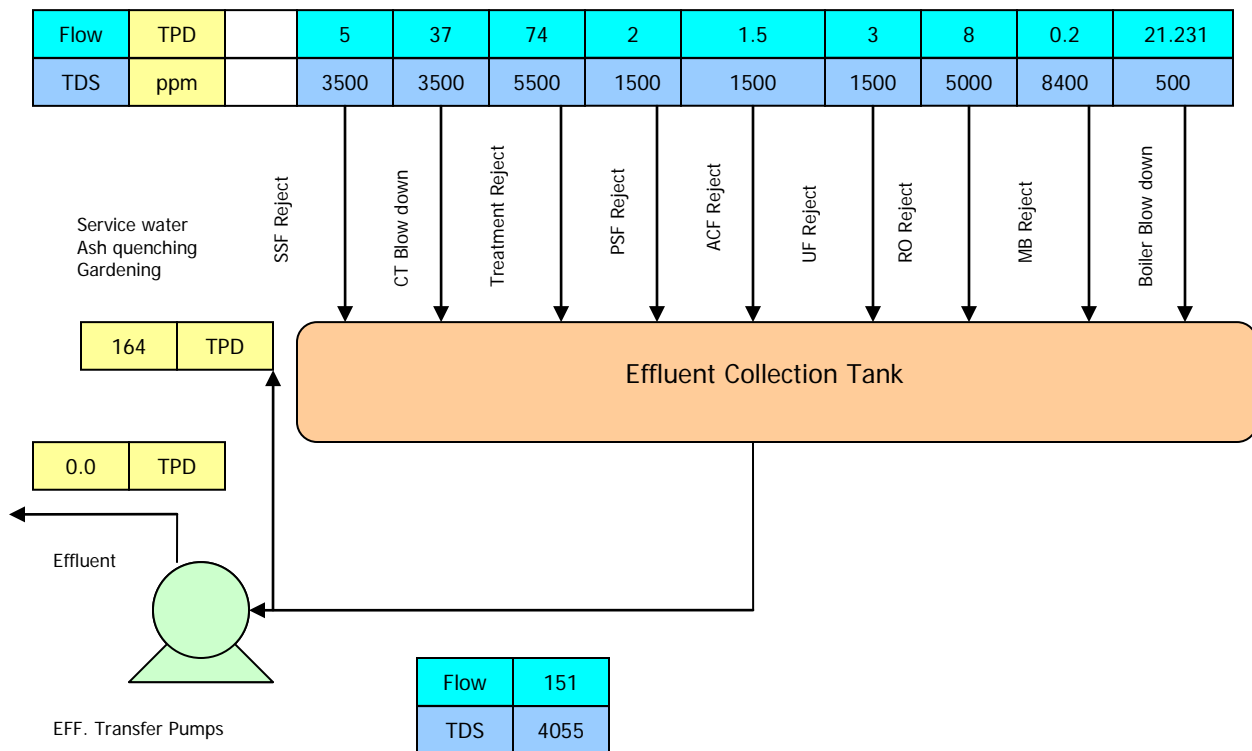 Flow TPD 5 37 74 2 1.5 3 8 0.2 21.231
TDS ppm 3500 3500 5500 1500 1500 1500 5000 8400 500
SSF Reject
CT Blow down
Treatment Reject
PSF Reject
ACF Reject
UF Reject
RO Reject
MB Reject
Boiler Blow down
Service water
Ash quenching
Gardening
164 TPD
Effluent Collection Tank
0.0 TPD
Effluent
Flow 151
TDS 4055
EFF. Transfer Pumps